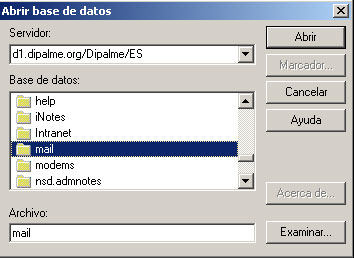 Abrir base de datos
Servidor:
d1.dipalme.org/Dipalme/ES
Base de datos:
help
iNotes
Intranet
mail
modems
nsd.admnotes
Archivo:
mail
Abrir
Marcador...
Cancelar
Ayuda
Acerca de...
Examinar...